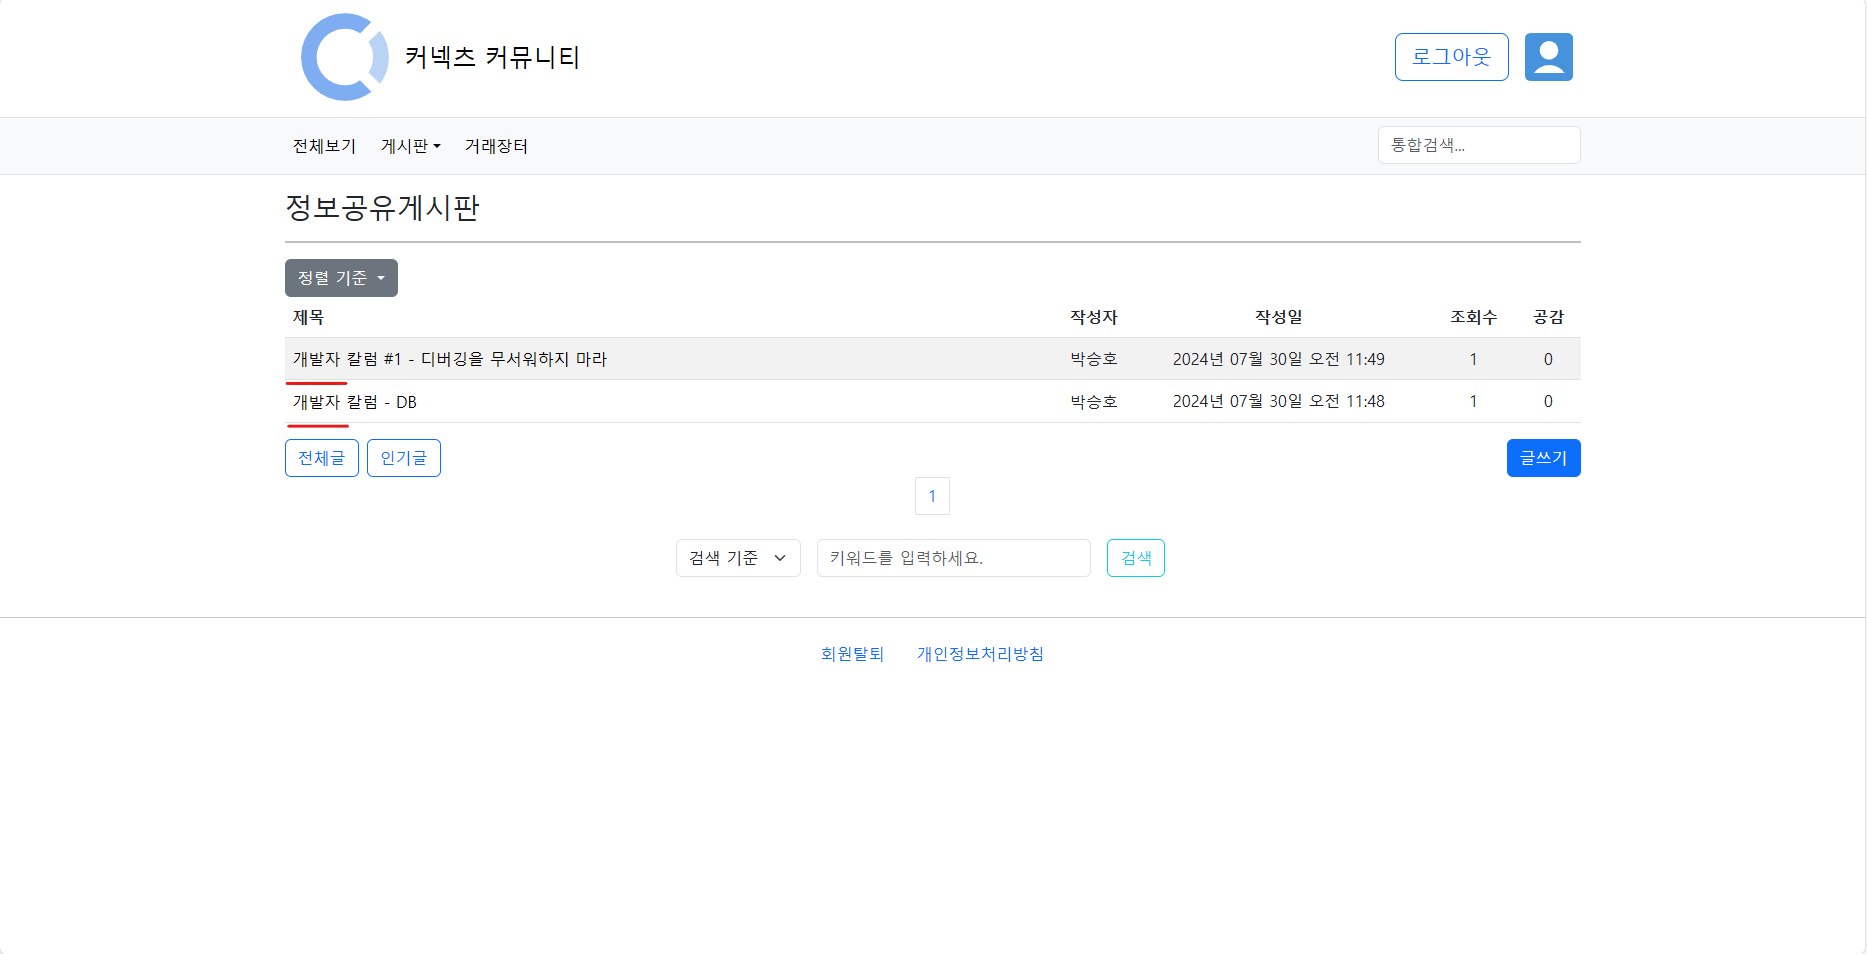 커넥츠 커뮤니티
로그아웃
전체보기 게시판 거래장터
통합검색...
정보공유게시판
정렬 기준
제목 작성자 작성일 조회수 공감
개발자 칼럼 #1 - 디버깅을 무서워하지 마라 박승호 2024년 07월 30일 오전 11:49 1 0
개발자 칼럼 - DB 박승호 2024년 07월 30일 오전 11:48 1 0
전체글 인기글 글쓰기
1
검색 기준 키워드를 입력하세요. 검색
회원탈퇴 개인정보처리방침